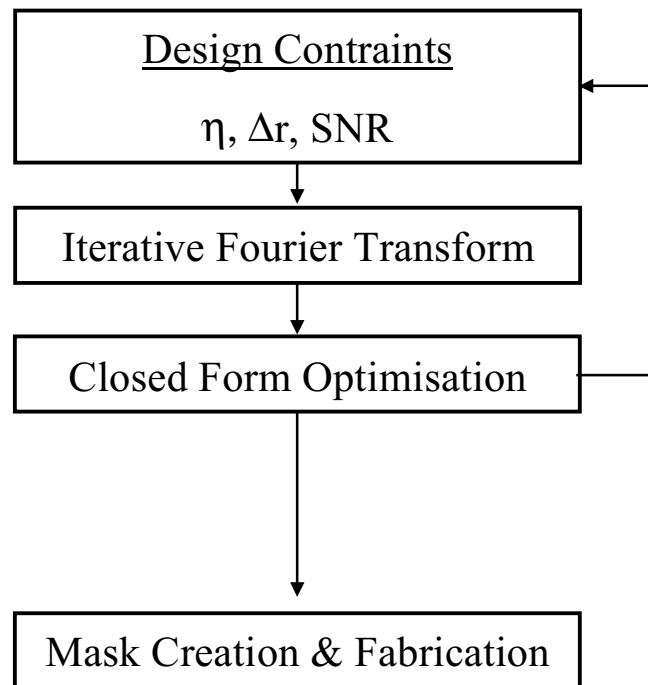 Design Contraints
η, Δr, SNR
Iterative Fourier Transform
Closed Form Optimisation
Mask Creation & Fabrication